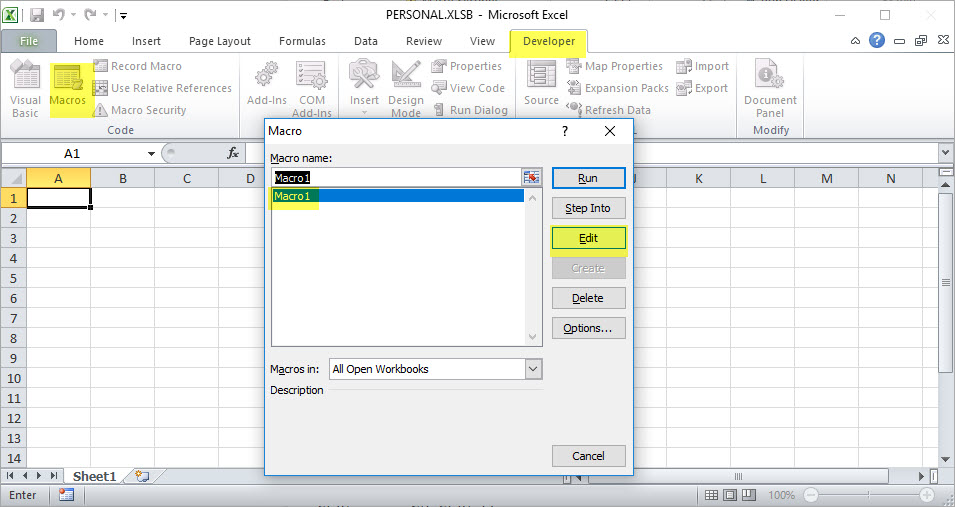 PERSONAL.XLSB - Microsoft Excel
File Home Insert Page Layout Formulas Data Review View Developer
Visual Basic
Macros
Record Macro
Use Relative References
Macro Security
Code
Add-Ins
COM Add-Ins
Insert
Design Mode
Properties
View Code
Run Dialog
Source
Map Properties
Expansion Packs
Refresh Data
Import
Export
Document Panel
Modify
A1
fx
A B C D K L M N
1
2
3
4
5
6
7
8
9
10
11
12
13
14
Macro
?
Macro name:
Macro1
Macro1
Run
Step Into
Edit
Create
Delete
Options...
Macros in: All Open Workbooks
Description
Cancel
Sheet1
Enter
100%